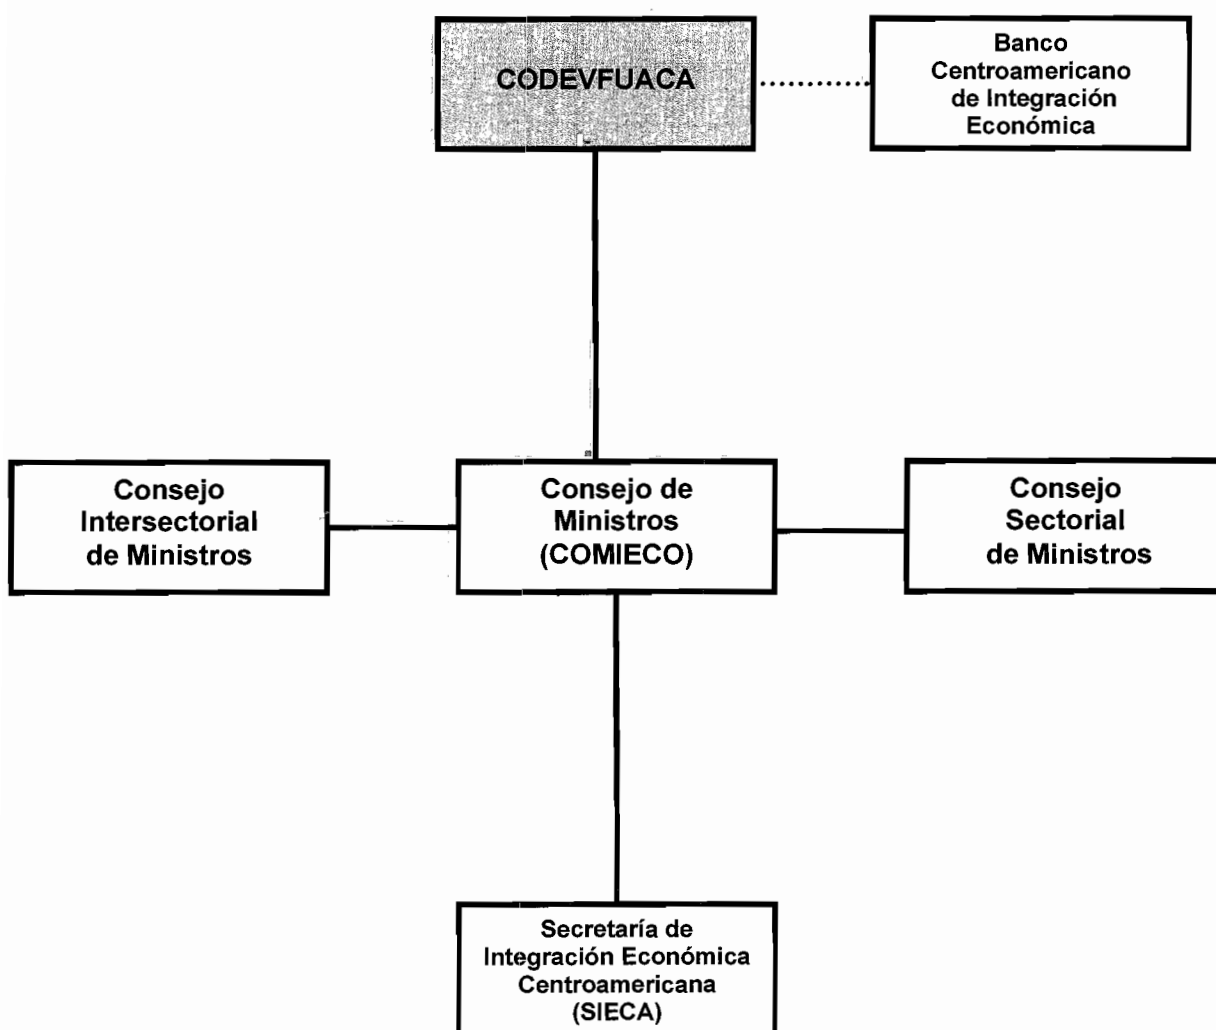 CODEVFUACA
Banco
Centroamericano
de Integración
Económica
Consejo
Intersectorial
de Ministros
Consejo de
Ministros
(COMIECO)
Consejo
Sectorial
de Ministros
Secretaría de
Integración Económica
Centroamericana
(SIECA)